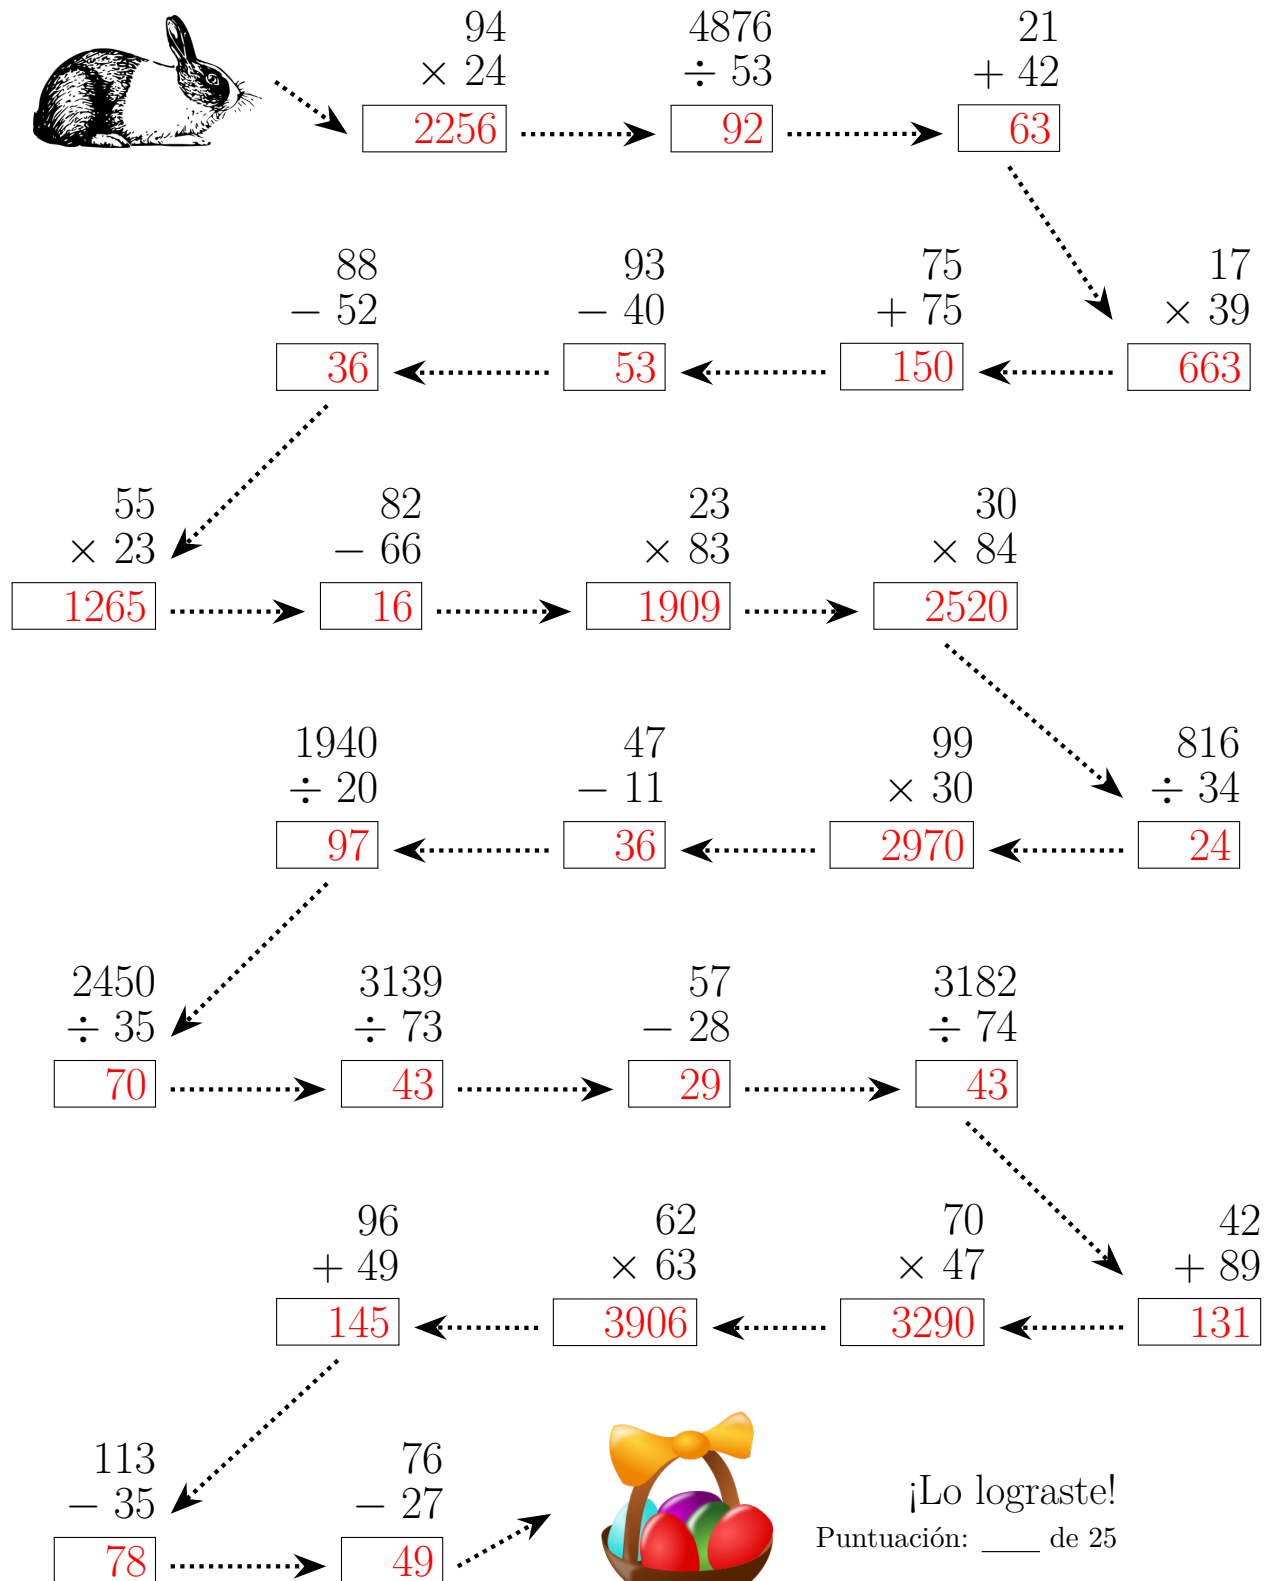 94 4876 21
× 24 ÷ 53 + 42
2256 92 63
88 93 75 17
− 52 − 40 + 75 × 39
36 53 150 663
55 82 23 30
× 23 − 66 × 83 × 84
1265 16 1909 2520
1940 47 99 816
÷ 20 − 11 × 30 ÷ 34
97 36 2970 24
2450 3139 57 3182
÷ 35 ÷ 73 − 28 ÷ 74
70 43 29 43
96 62 70 42
+ 49 × 63 × 47 + 89
145 3906 3290 131
113 76
− 35 − 27
78 49
¡Lo lograste!
Puntuación: ____ de 25